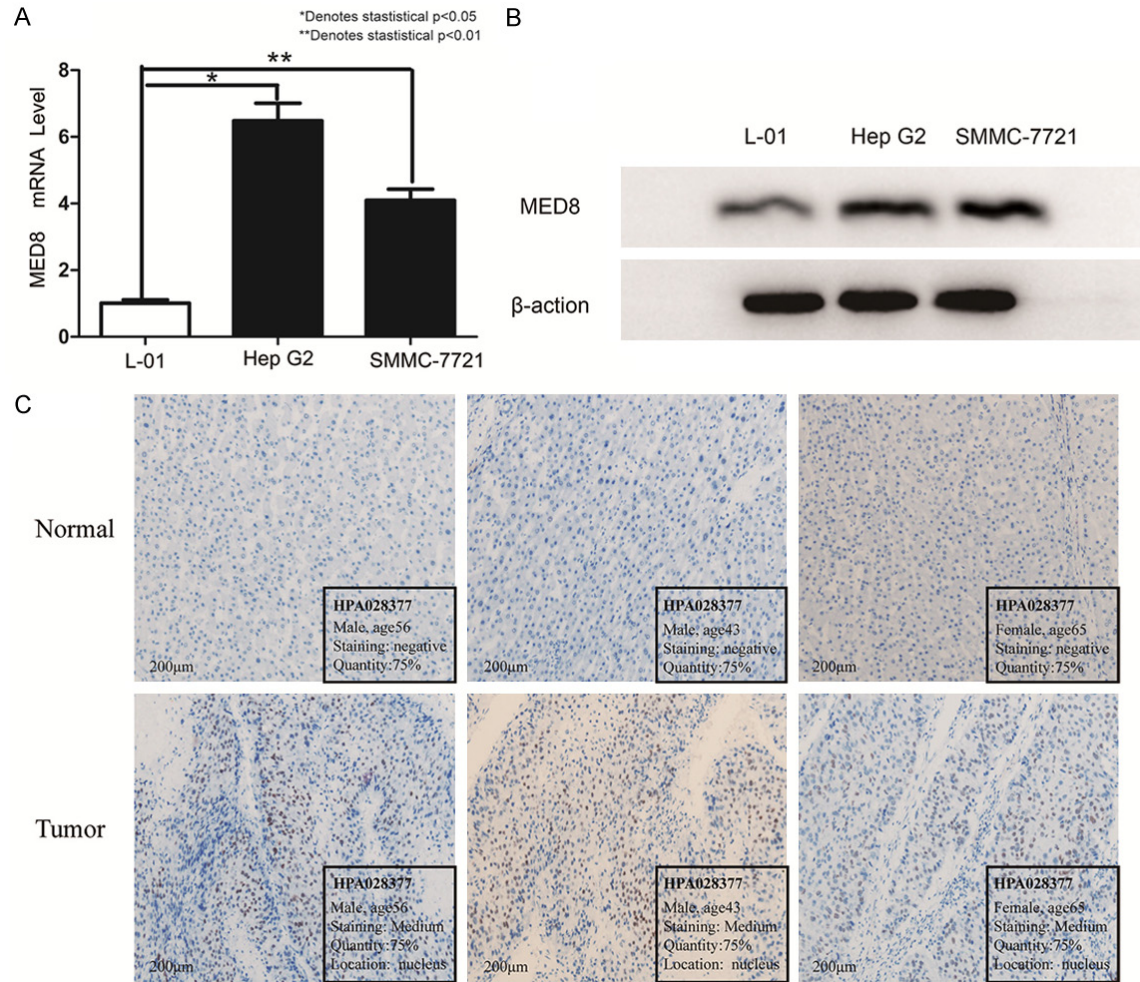 A
*Denotes stastistical p<0.05
**Denotes stastistical p<0.01
**
*
8
6
4
2
0
MED8 mRNA Level
L-01
Hep G2
SMMC-7721
B
L-01 Hep G2 SMMC-7721
MED8
β-action
C
Normal
HPA028377
Male, age56
Staining: negative
Quantity:75%
200μm
HPA028377
Male, age43
Staining: negative
Quantity:75%
200μm
HPA028377
Female, age65
Staining: negative
Quantity:75%
200μm
Tumor
HPA028377
Male, age56
Staining: Medium
Quantity:75%
Location: nucleus
200μm
HPA028377
Male, age43
Staining: Medium
Quantity:75%
Location: nucleus
200μm
HPA028377
Female, age65
Staining: Medium
Quantity:75%
Location: nucleus
200μm